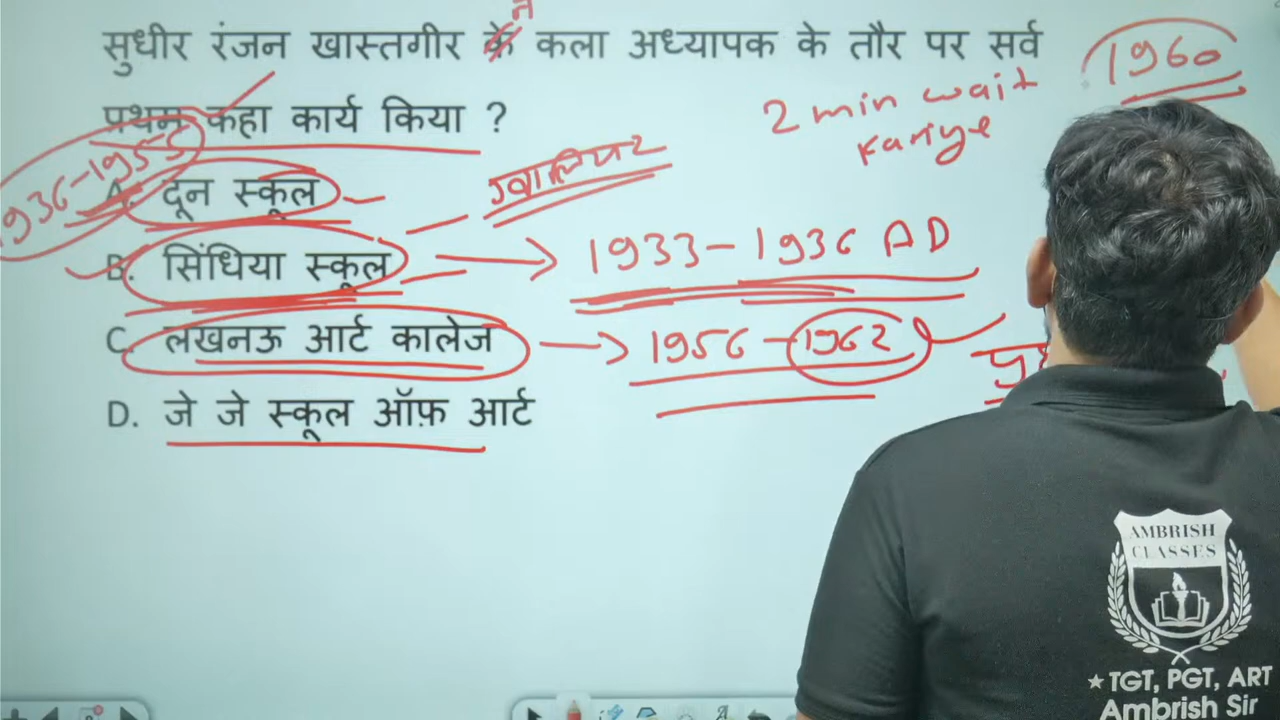 सुधीर रंजन खास्तगीर के ने कला अध्यापक के तौर पर सर्व
1960
प्रथम कहा कार्य किया ?
2 min wait
kariye
1936-1955
A. दून स्कूल
ग्वालियर
B. सिंधिया स्कूल → 1933-1936 AD
C. लखनऊ आर्ट कालेज → 1956-1962
D. जे जे स्कूल ऑफ़ आर्ट
AMBRISH
CLASSES
★ TGT, PGT, ART
Ambrish Sir